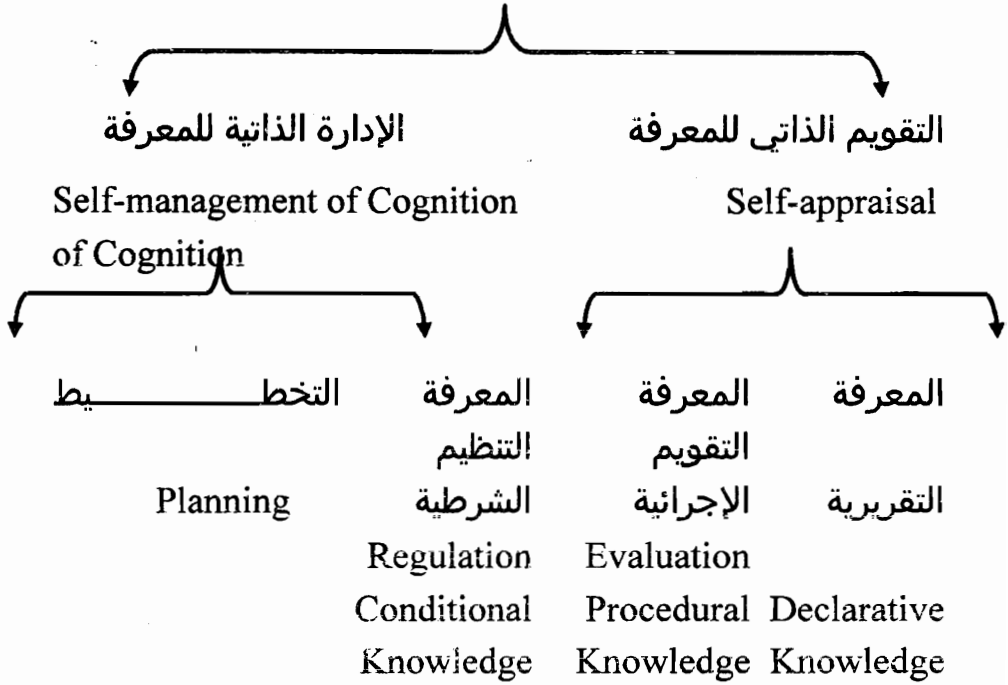 التقويم الذاتي للمعرفة الإدارة الذاتية للمعرفة
Self-management of Cognition Self-appraisal
of Cognition
المعرفة المعرفة المعرفة التخطـــــــــيط
التقويم التنظيم
التقريرية الإجرائية الشرطية Planning
Regulation Evaluation
Conditional Procedural Declarative
Knowledge Knowledge Knowledge